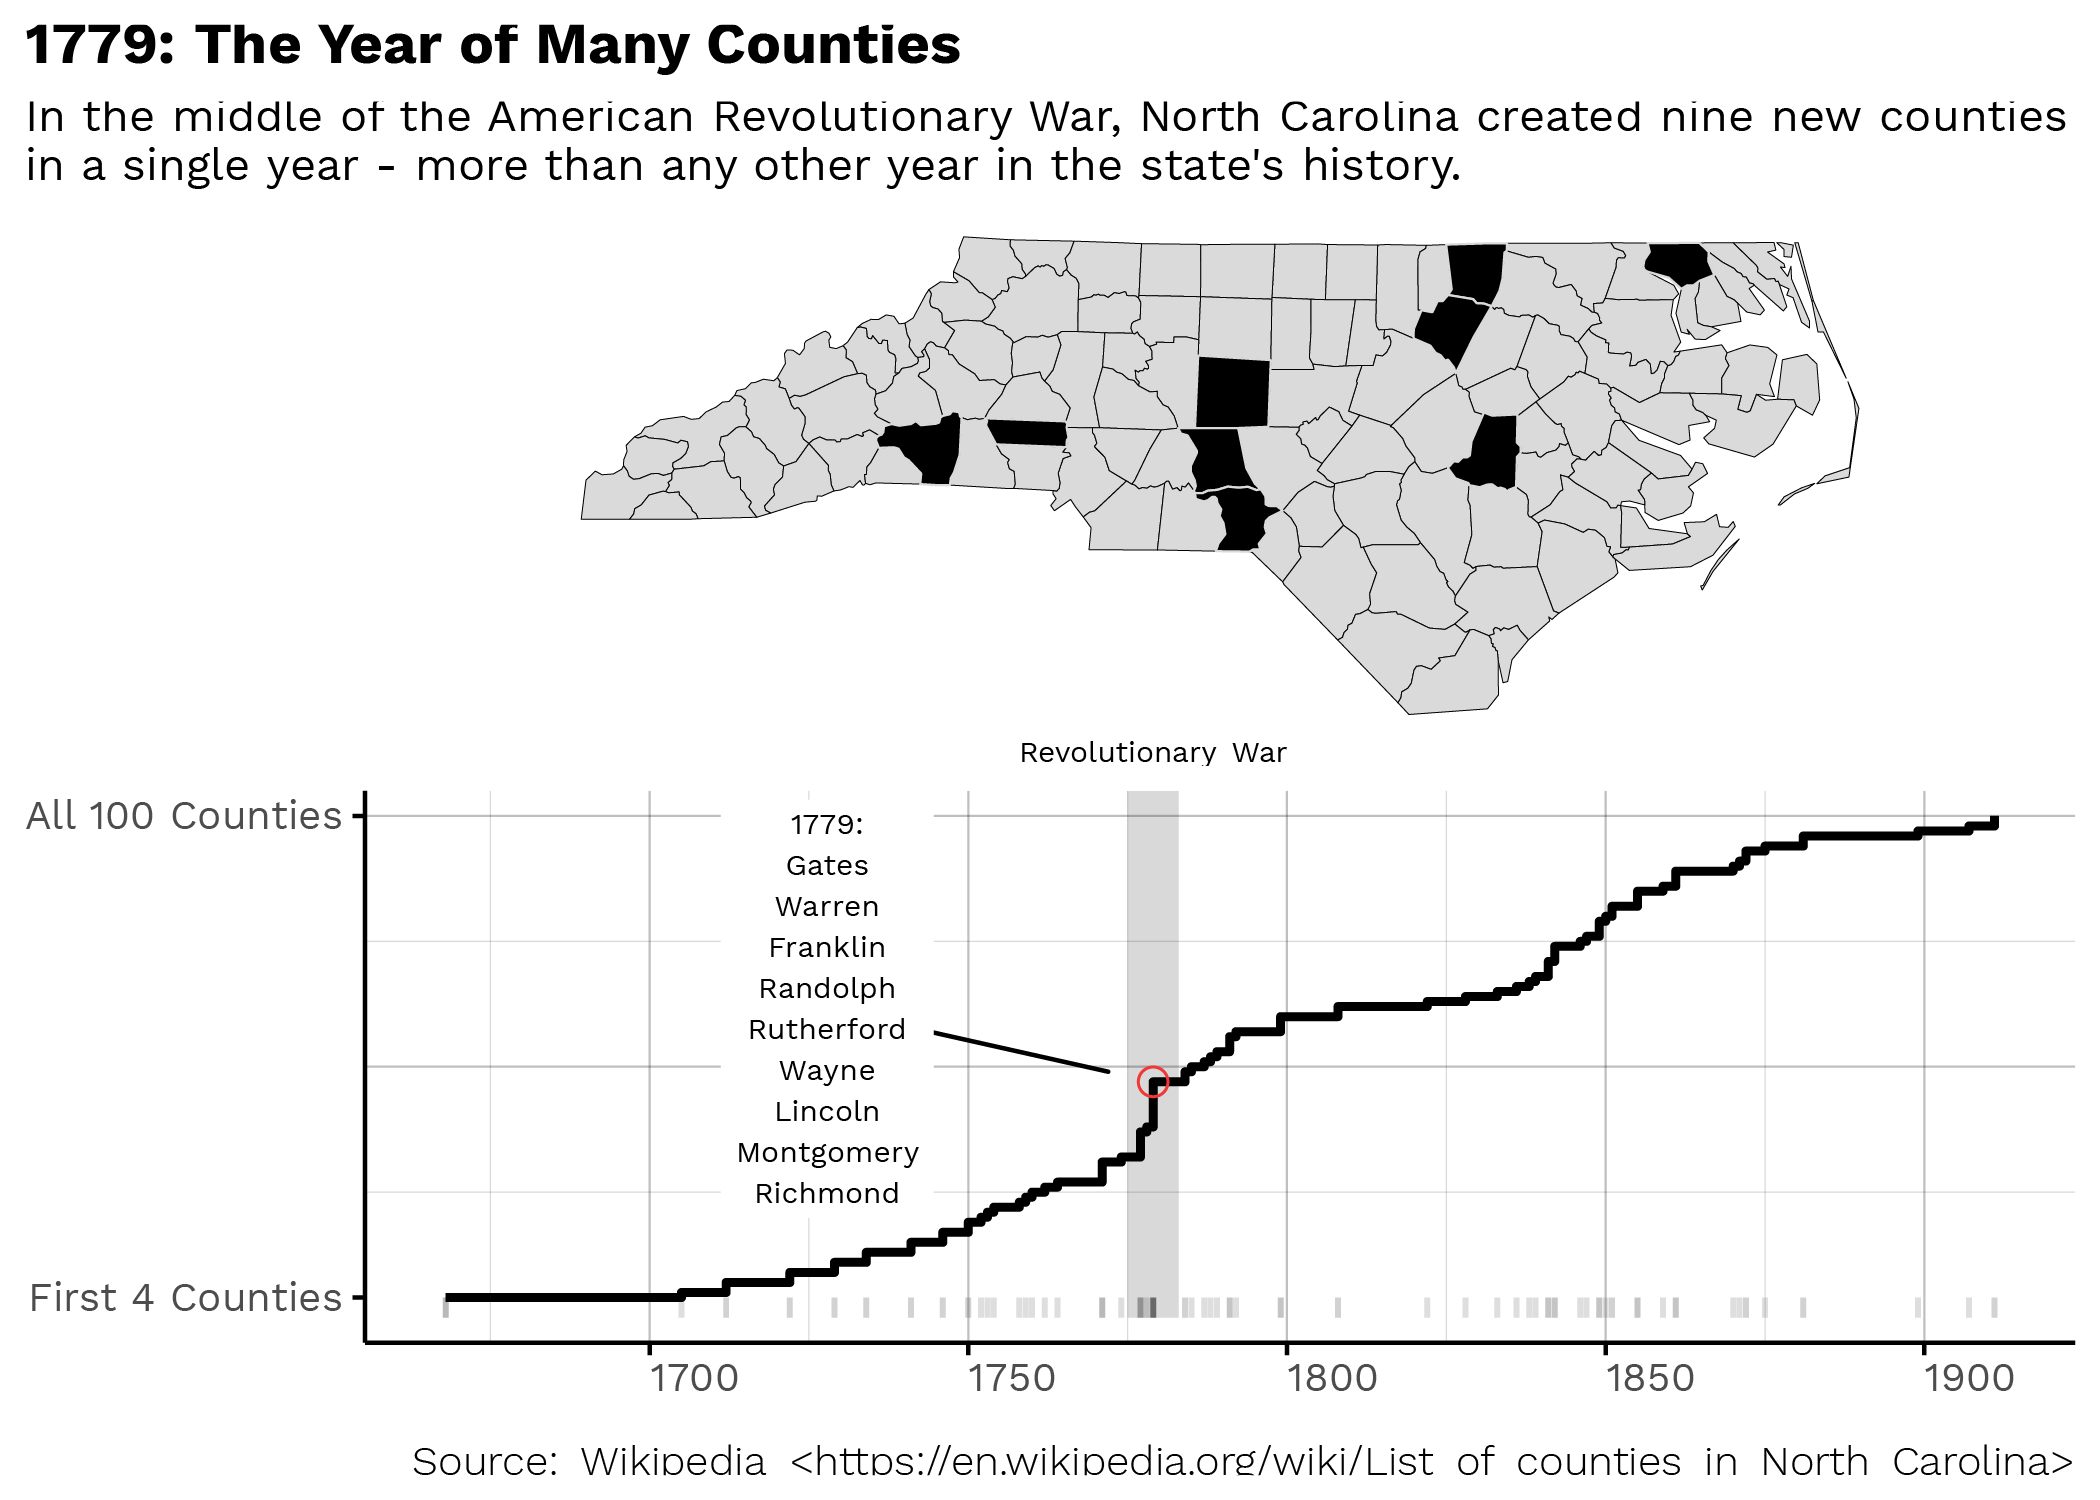 1779: The Year of Many Counties
In the middle of the American Revolutionary War, North Carolina created nine new counties
in a single year - more than any other year in the state's history.
Revolutionary War
All 100 Counties
1779:
Gates
Warren
Franklin
Randolph
Rutherford
Wayne
Lincoln
Montgomery
Richmond
First 4 Counties
1700
1750
1800
1850
1900
Source: Wikipedia <https://en.wikipedia.org/wiki/List of counties in North Carolina>